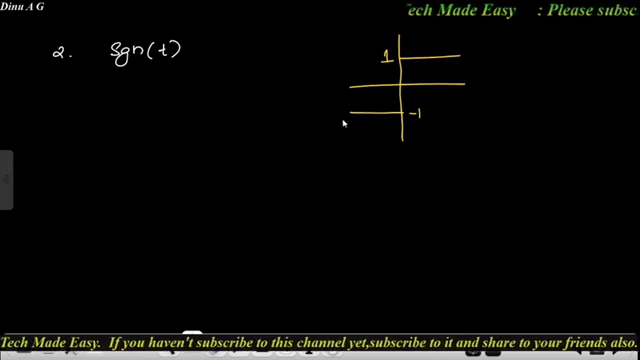 Dinu A G
Tech Made Easy : Please subsc
2. Sgn(t)
1
-1
Tech Made Easy. If you haven't subscribe to this channel yet,subscribe to it and share to your friends also.